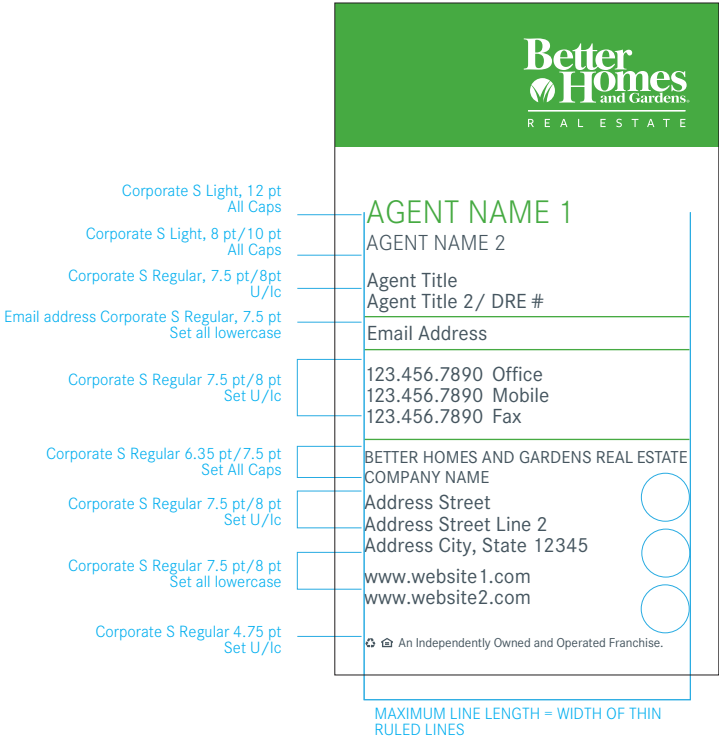 Better
Homes
and Gardens®
REAL ESTATE
Corporate S Light, 12 pt
All Caps
AGENT NAME 1
Corporate S Light, 8 pt/10 pt
All Caps
AGENT NAME 2
Corporate S Regular, 7.5 pt/8pt
U/lc
Agent Title
Agent Title 2/ DRE #
Email address Corporate S Regular, 7.5 pt
Set all lowercase
Email Address
Corporate S Regular 7.5 pt/8 pt
Set U/lc
123.456.7890 Office
123.456.7890 Mobile
123.456.7890 Fax
Corporate S Regular 6.35 pt/7.5 pt
Set All Caps
BETTER HOMES AND GARDENS REAL ESTATE
COMPANY NAME
Corporate S Regular 7.5 pt/8 pt
Set U/lc
Address Street
Address Street Line 2
Address City, State 12345
Corporate S Regular 7.5 pt/8 pt
Set all lowercase
www.website1.com
www.website2.com
Corporate S Regular 4.75 pt
Set U/lc
An Independently Owned and Operated Franchise.
MAXIMUM LINE LENGTH = WIDTH OF THIN
RULED LINES